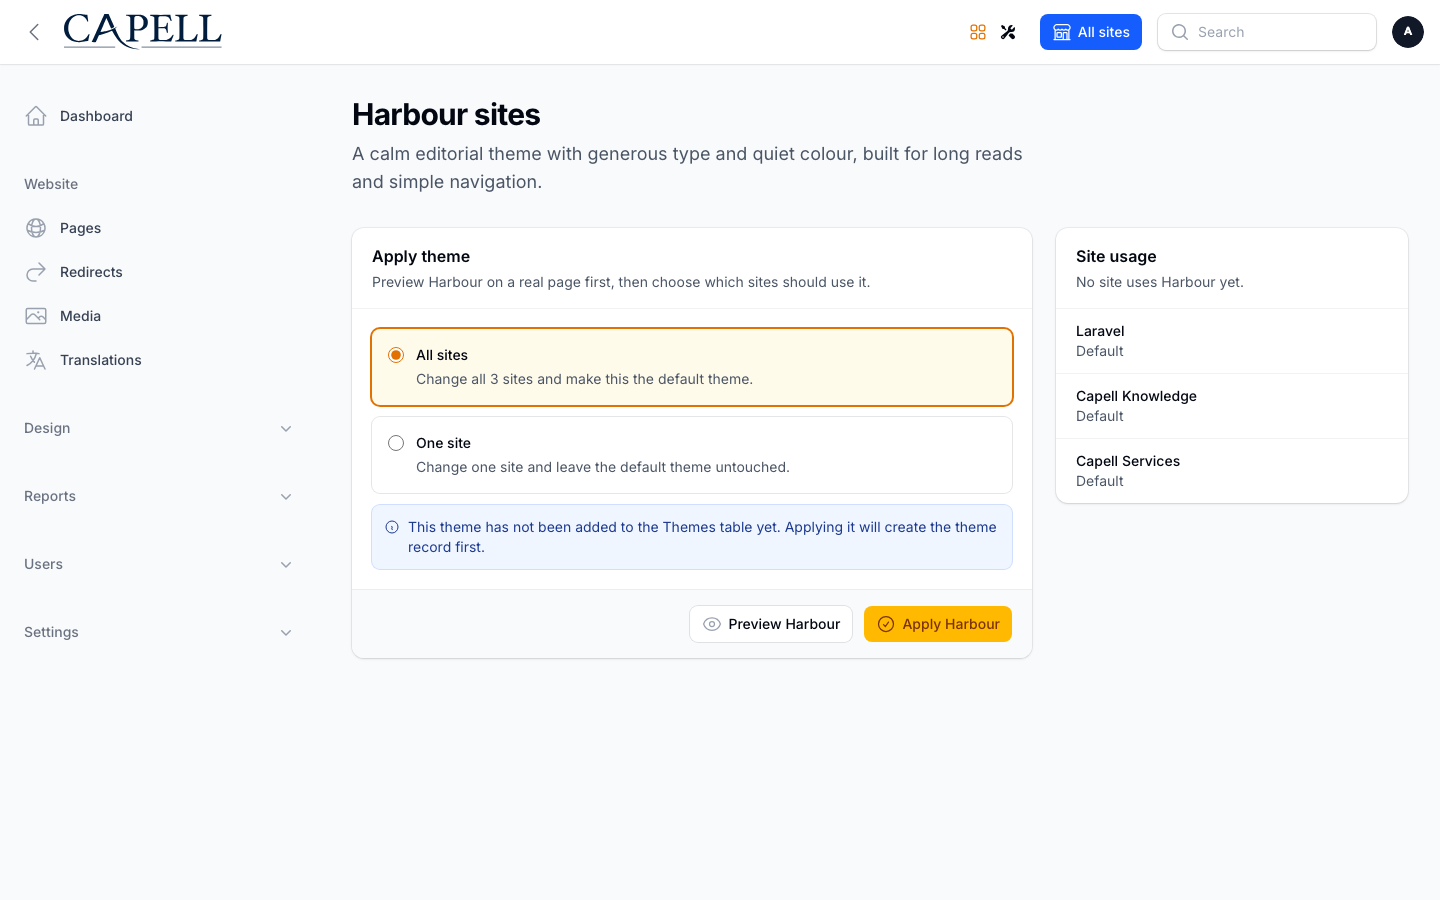 CAPELL
All sites
Search
A
Dashboard
Website
Pages
Redirects
Media
Translations
Design
Reports
Users
Settings
Harbour sites
A calm editorial theme with generous type and quiet colour, built for long reads
and simple navigation.
Apply theme
Preview Harbour on a real page first, then choose which sites should use it.
All sites
Change all 3 sites and make this the default theme.
One site
Change one site and leave the default theme untouched.
This theme has not been added to the Themes table yet. Applying it will create the theme
record first.
Preview Harbour
Apply Harbour
Site usage
No site uses Harbour yet.
Laravel
Default
Capell Knowledge
Default
Capell Services
Default